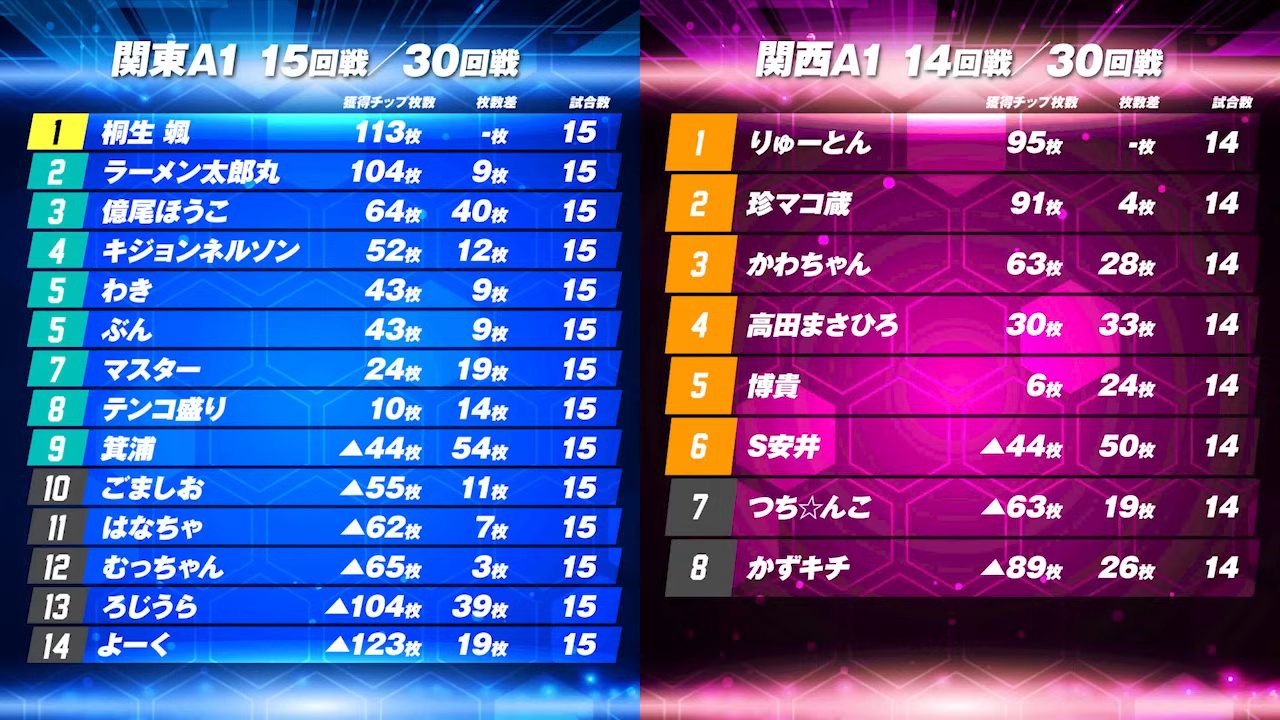 関東A1 15回戦／30回戦
獲得チップ枚数 枚数差 試合数
1 桐生 颯 113枚 -枚 15
2 ラーメン太郎丸 104枚 9枚 15
3 億尾ほうこ 64枚 40枚 15
4 キジョンネルソン 52枚 12枚 15
5 わき 43枚 9枚 15
5 ぶん 43枚 9枚 15
7 マスター 24枚 19枚 15
8 テンコ盛り 10枚 14枚 15
9 箕浦 ▲44枚 54枚 15
10 ごましお ▲55枚 11枚 15
11 はなちゃ ▲62枚 7枚 15
12 むっちゃん ▲65枚 3枚 15
13 ろじうら ▲104枚 39枚 15
14 よーく ▲123枚 19枚 15
関西A1 14回戦／30回戦
獲得チップ枚数 枚数差 試合数
1 りゅーとん 95枚 -枚 14
2 珍マコ蔵 91枚 4枚 14
3 かわちゃん 63枚 28枚 14
4 高田まさひろ 30枚 33枚 14
5 博貴 6枚 24枚 14
6 S安井 ▲44枚 50枚 14
7 つち☆んこ ▲63枚 19枚 14
8 かずキチ ▲89枚 26枚 14